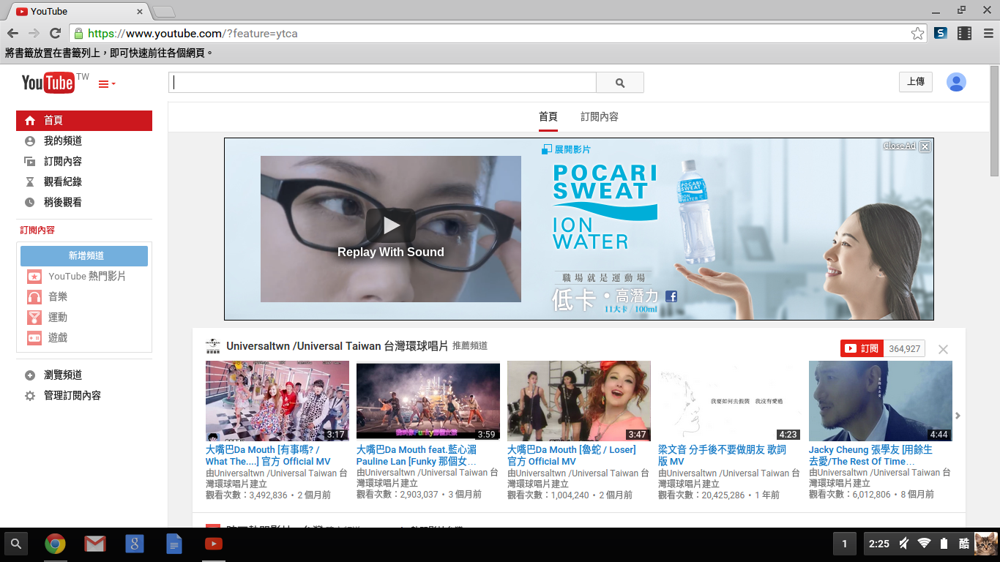 YouTube
https://www.youtube.com/?feature=ytca
將書籤放置在書籤列上，即可快速前往各個網頁。
YouTube TW
上傳
首頁
我的頻道
訂閱內容
觀看紀錄
稍後觀看
訂閱內容
新增頻道
YouTube 熱門影片
音樂
運動
遊戲
瀏覽頻道
管理訂閱內容
首頁 訂閱內容
展開影片
Close Ad
POCARI
SWEAT
ION
WATER
POCARI
SWEAT
ION
WATER
Replay With Sound
職場就是運動場
低卡•高潛力
11大卡/100ml
Universaltwn /Universal Taiwan 台灣環球唱片 推薦頻道
訂閱 364,927
3:17
大嘴巴Da Mouth [有事嗎? /
What The....] 官方 Official MV
由Universaltwn /Universal Taiwan 台
灣環球唱片建立
觀看次數：3,492,836 • 2 個月前
3:59
大嘴巴Da Mouth feat.藍心湄
Pauline Lan [Funky 那個女…
由Universaltwn /Universal Taiwan 台
灣環球唱片建立
觀看次數：2,903,037 • 3 個月前
3:47
大嘴巴Da Mouth [魯蛇 / Loser]
官方 Official MV
由Universaltwn /Universal Taiwan 台
灣環球唱片建立
觀看次數：1,004,240 • 2 個月前
我要如何去假裝 我沒有愛過
4:23
梁文音 分手後不要做朋友 歌詞
版 MV
由Universaltwn /Universal Taiwan 台
灣環球唱片建立
觀看次數：20,425,286 • 1 年前
用餘生去愛
4:44
Jacky Cheung 張學友 [用餘生
去愛/The Rest Of Time…
由Universaltwn /Universal Taiwan 台
灣環球唱片建立
觀看次數：6,012,806 • 8 個月前
1
2:25
酷